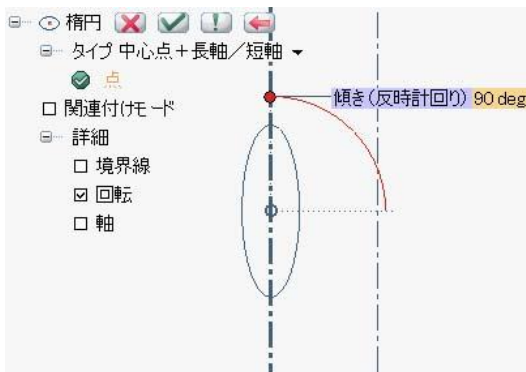 楕円
タイプ 中心点+長軸/短軸
点
傾き(反時計回り) 90 deg
関連付けモード
詳細
境界線
回転
軸